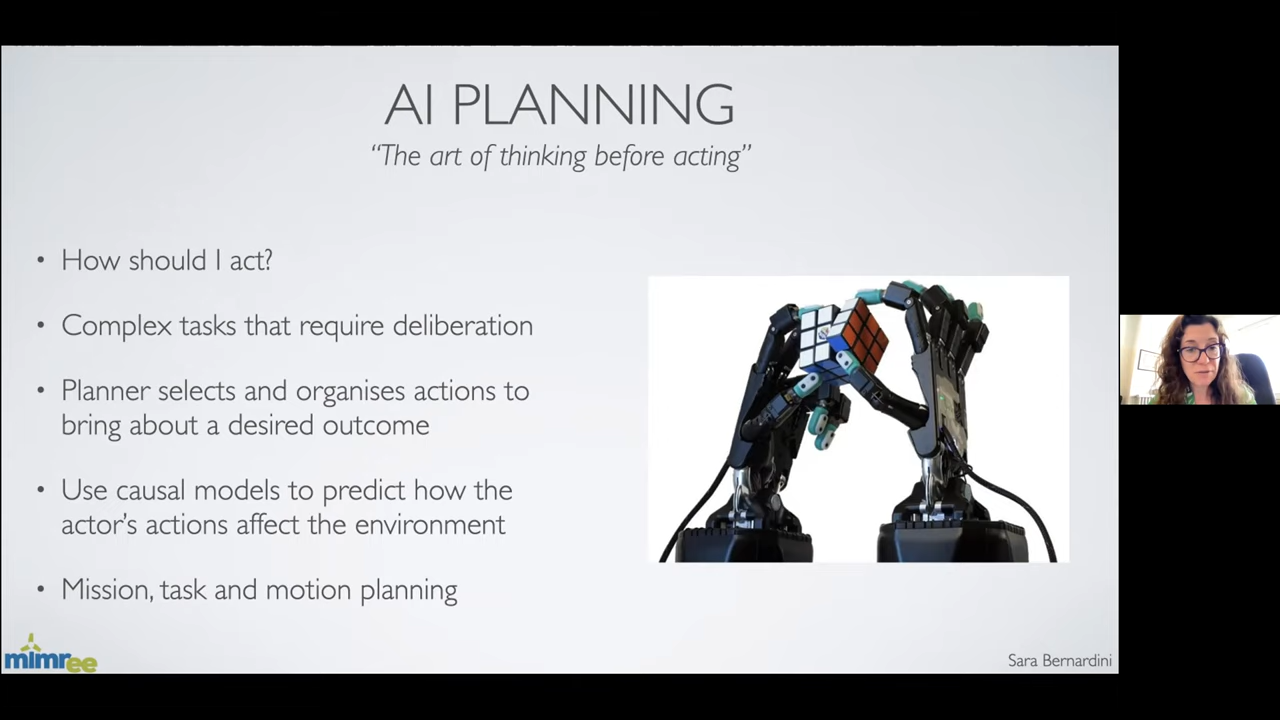 AI PLANNING
“The art of thinking before acting”
• How should I act?
• Complex tasks that require deliberation
• Planner selects and organises actions to
bring about a desired outcome
• Use causal models to predict how the
actor’s actions affect the environment
• Mission, task and motion planning
mimree
Sara Bernardini